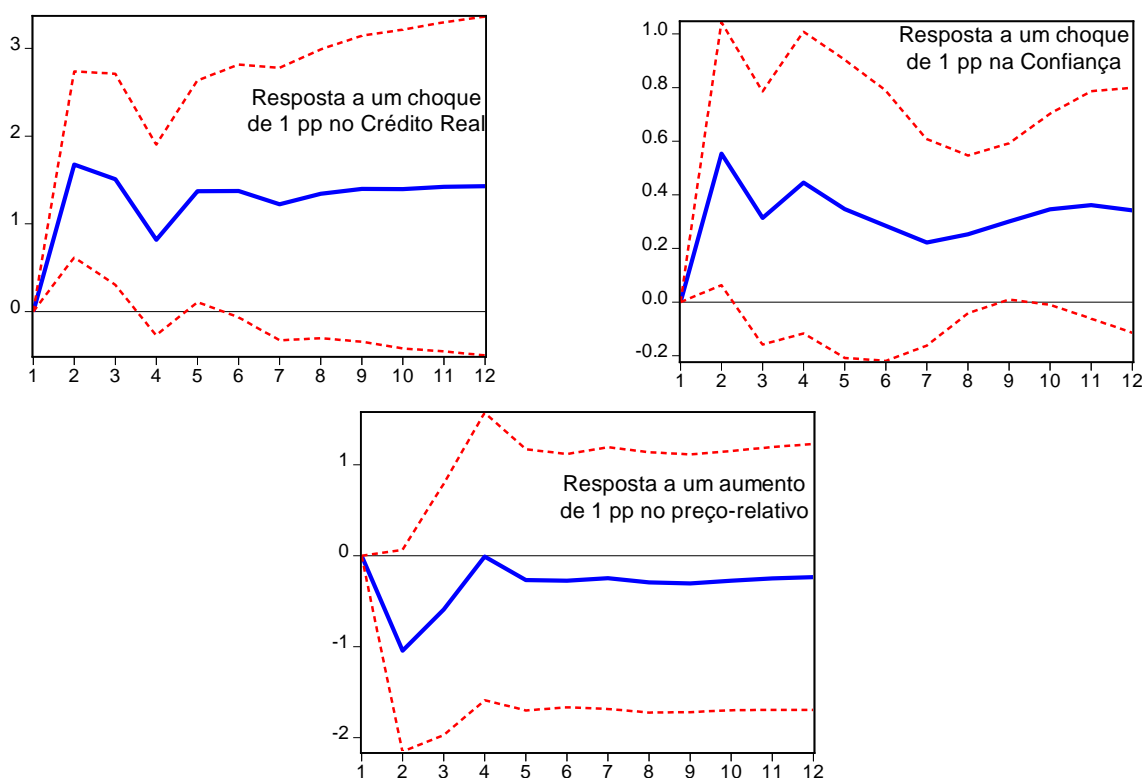 3
2
1
0
Resposta a um choque
de 1 pp no Crédito Real
1 2 3 4 5 6 7 8 9 10 11 12
1.0
0.8
0.6
0.4
0.2
0.0
-0.2
Resposta a um choque
de 1 pp na Confiança
1 2 3 4 5 6 7 8 9 10 11 12
1
0
-1
-2
Resposta a um aumento
de 1 pp no preço-relativo
1 2 3 4 5 6 7 8 9 10 11 12